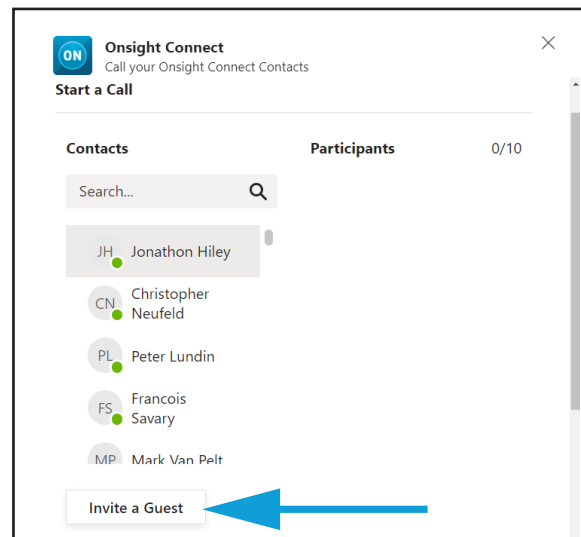 ON
Onsight Connect
Call your Onsight Connect Contacts
Start a Call
Contacts
Participants 0/10
Search...
JH Jonathon Hiley
CN Christopher
Neufeld
PL Peter Lundin
FS Francois
Savary
MP Mark Van Pelt
Invite a Guest